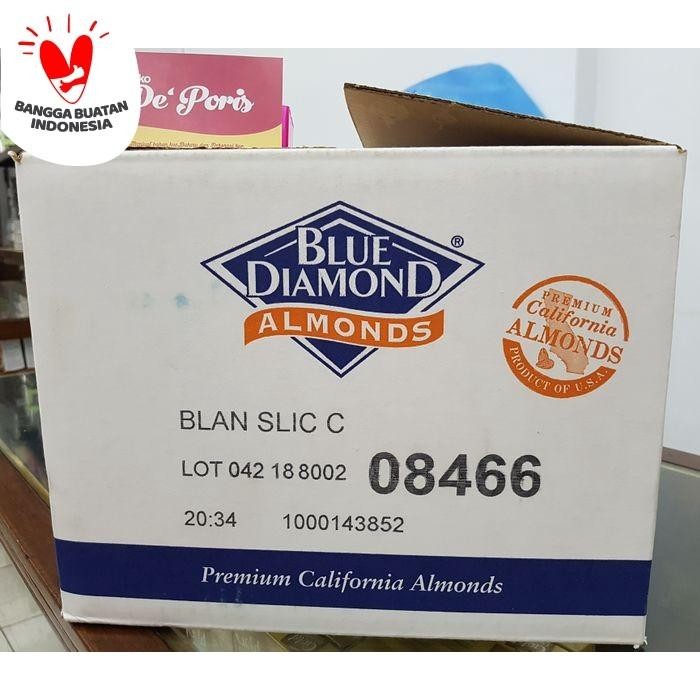 BANGGA BUATAN
INDONESIA
De' Poris
BLUE
DIAMOND
®
ALMONDS
PREMIUM
California
ALMONDS
PRODUCT OF U.S.A.
BLAN SLIC C
LOT 042 18 8002 08466
20:34 1000143852
Premium California Almonds